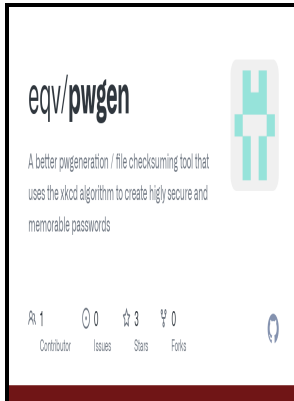 eqv/pwgen
A better pwgeneration / file checksuming tool that
uses the xkcd algorithm to create higly secure and
memorable passwords
1 0 3 0
Contributor Issues Stars Forks